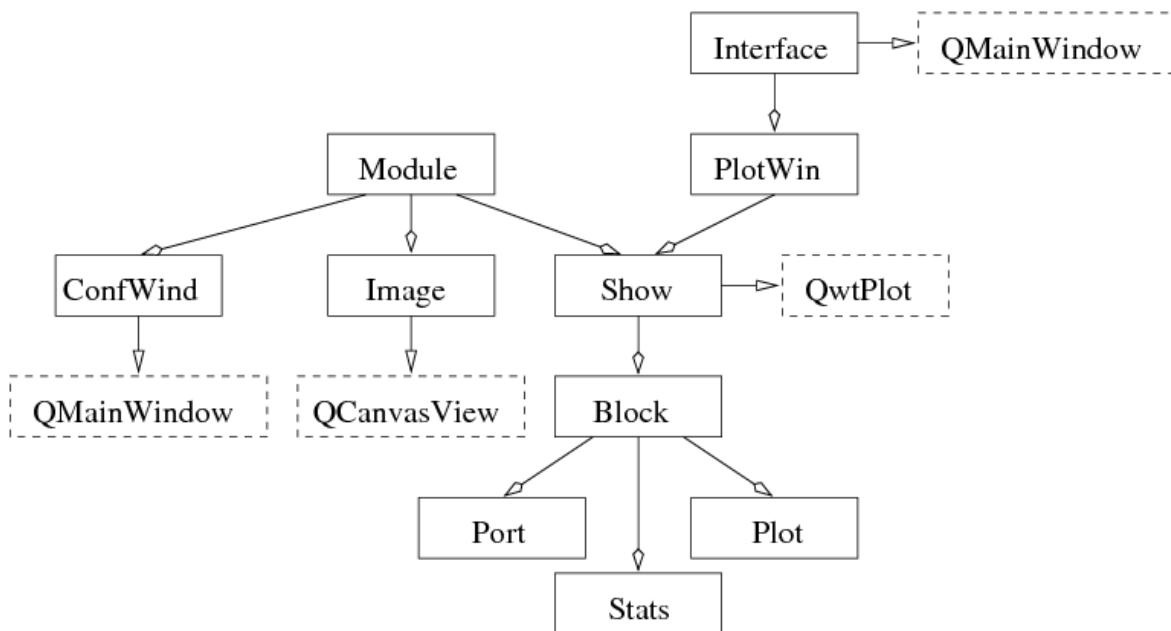 Interface
QMainWindow
Module
PlotWin
ConfWind
Image
Show
QwtPlot
QMainWindow
QCanvasView
Block
Port
Plot
Stats